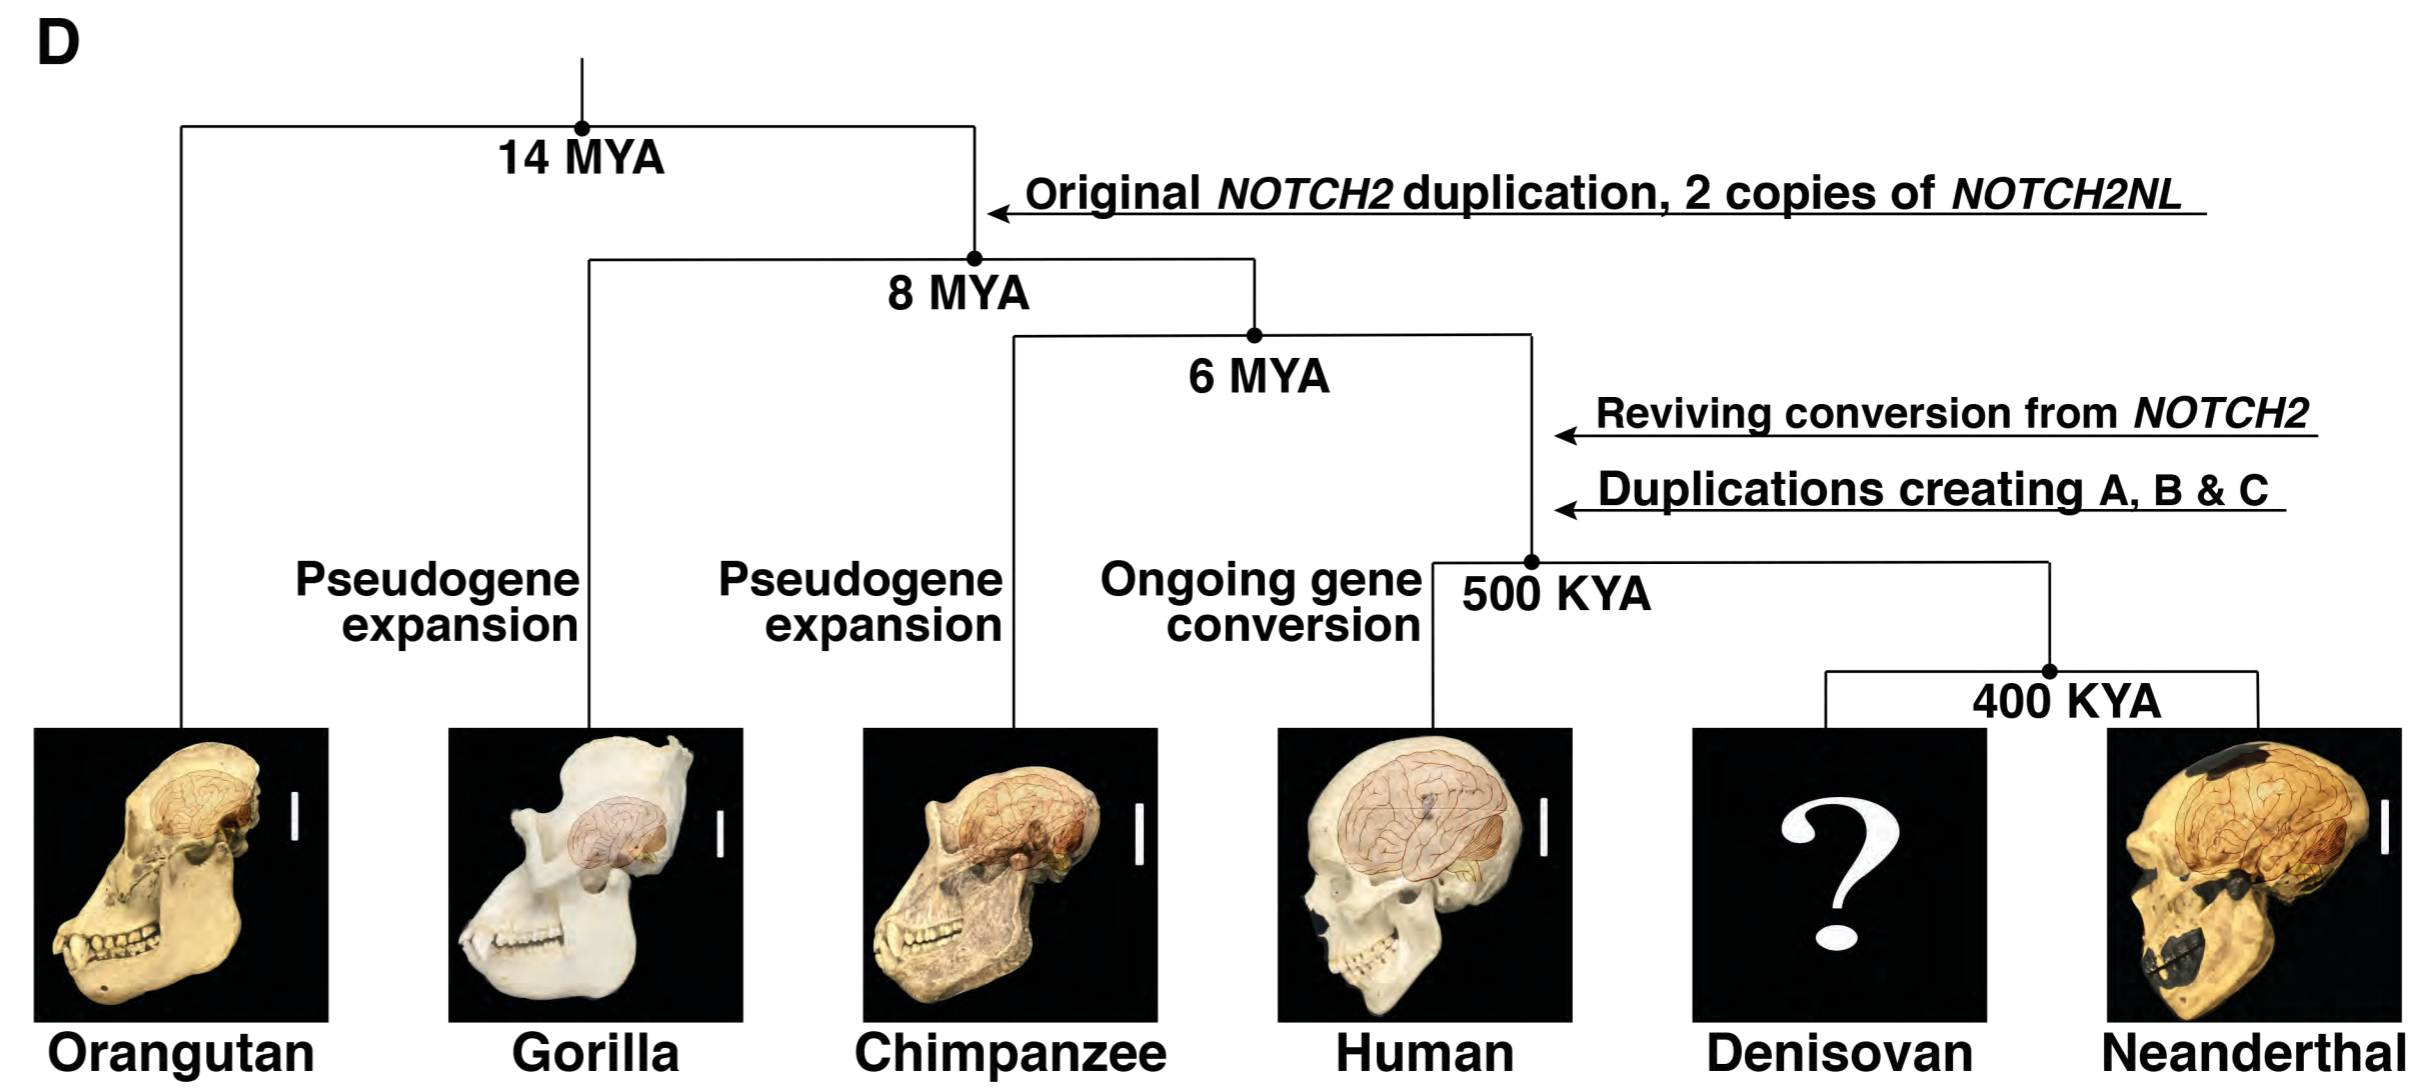 D
14 MYA
Original NOTCH2 duplication, 2 copies of NOTCH2NL
8 MYA
6 MYA
Reviving conversion from NOTCH2
Duplications creating A, B & C
Pseudogene
expansion
Pseudogene
expansion
Ongoing gene
conversion
500 KYA
400 KYA
?
Orangutan
Gorilla
Chimpanzee
Human
Denisovan
Neanderthal